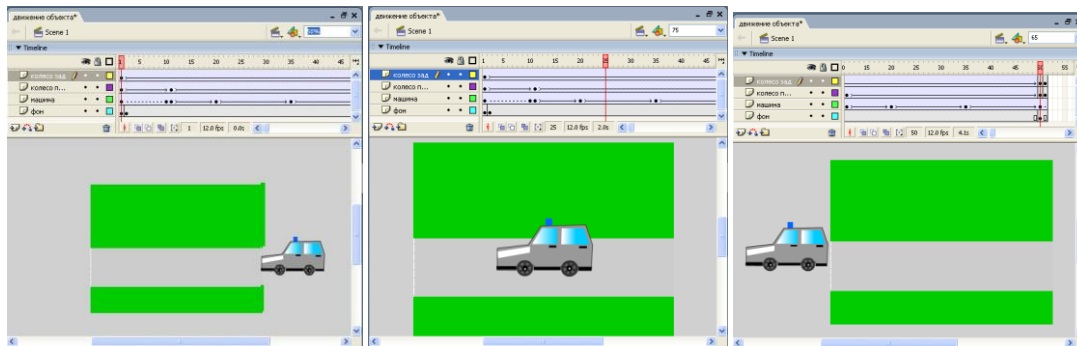 движение объекта*
Scene 1
50%
Timeline
1 5 10 15 20 25 30 35 40 45
колесо зад
колесо п...
машина
фон
1 12.0 fps 0.0s
движение объекта*
Scene 1
75
Timeline
1 5 10 15 20 25 30 35 40 45
колесо зад
колесо п...
машина
фон
25 12.0 fps 2.0s
движение объекта*
Scene 1
65
Timeline
15 20 25 30 35 40 45 50 55
колесо зад
колесо п...
машина
фон
50 12.0 fps 4.1s